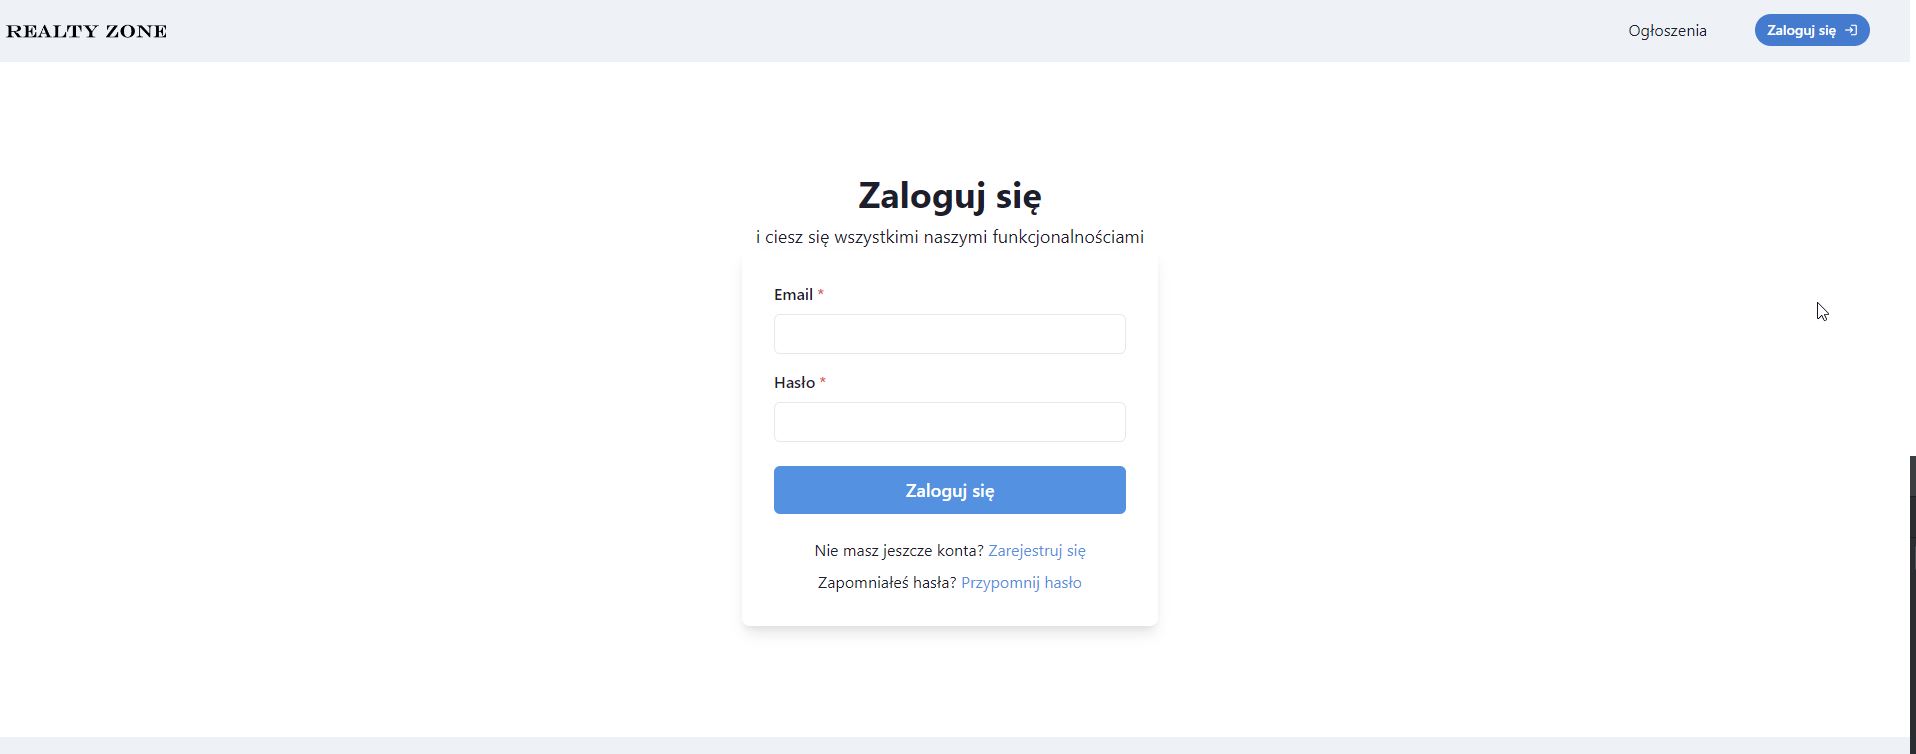 REALTY ZONE
Ogłoszenia
Zaloguj się
Zaloguj się
i ciesz się wszystkimi naszymi funkcjonalnościami
Email *
Hasło *
Zaloguj się
Nie masz jeszcze konta? Zarejestruj się
Zapomniałeś hasła? Przypomnij hasło